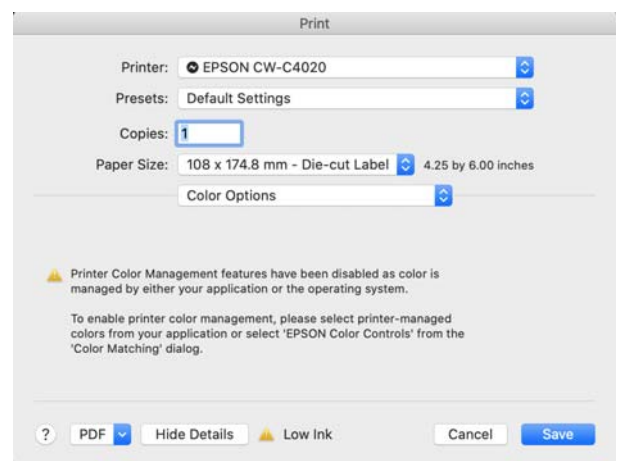 Print
Printer: EPSON CW-C4020
Presets: Default Settings
Copies: 1
Paper Size: 108 x 174.8 mm - Die-cut Label 4.25 by 6.00 inches
Color Options
Printer Color Management features have been disabled as color is
managed by either your application or the operating system.
To enable printer color management, please select printer-managed
colors from your application or select 'EPSON Color Controls' from the
'Color Matching' dialog.
? PDF Hide Details Low Ink Cancel Save